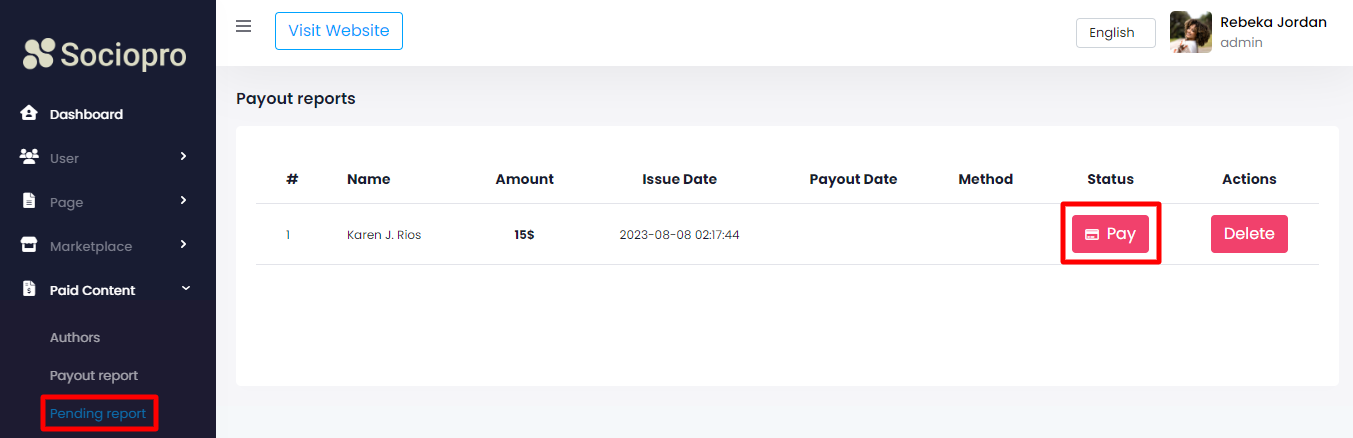 Visit Website
English
Rebeka Jordan
admin
Sociopro
Dashboard
User
Page
Marketplace
Paid Content
Authors
Payout report
Pending report
Payout reports
# Name Amount Issue Date Payout Date Method Status Actions
1 Karen J. Rios 15$ 2023-08-08 02:17:44 Pay Delete